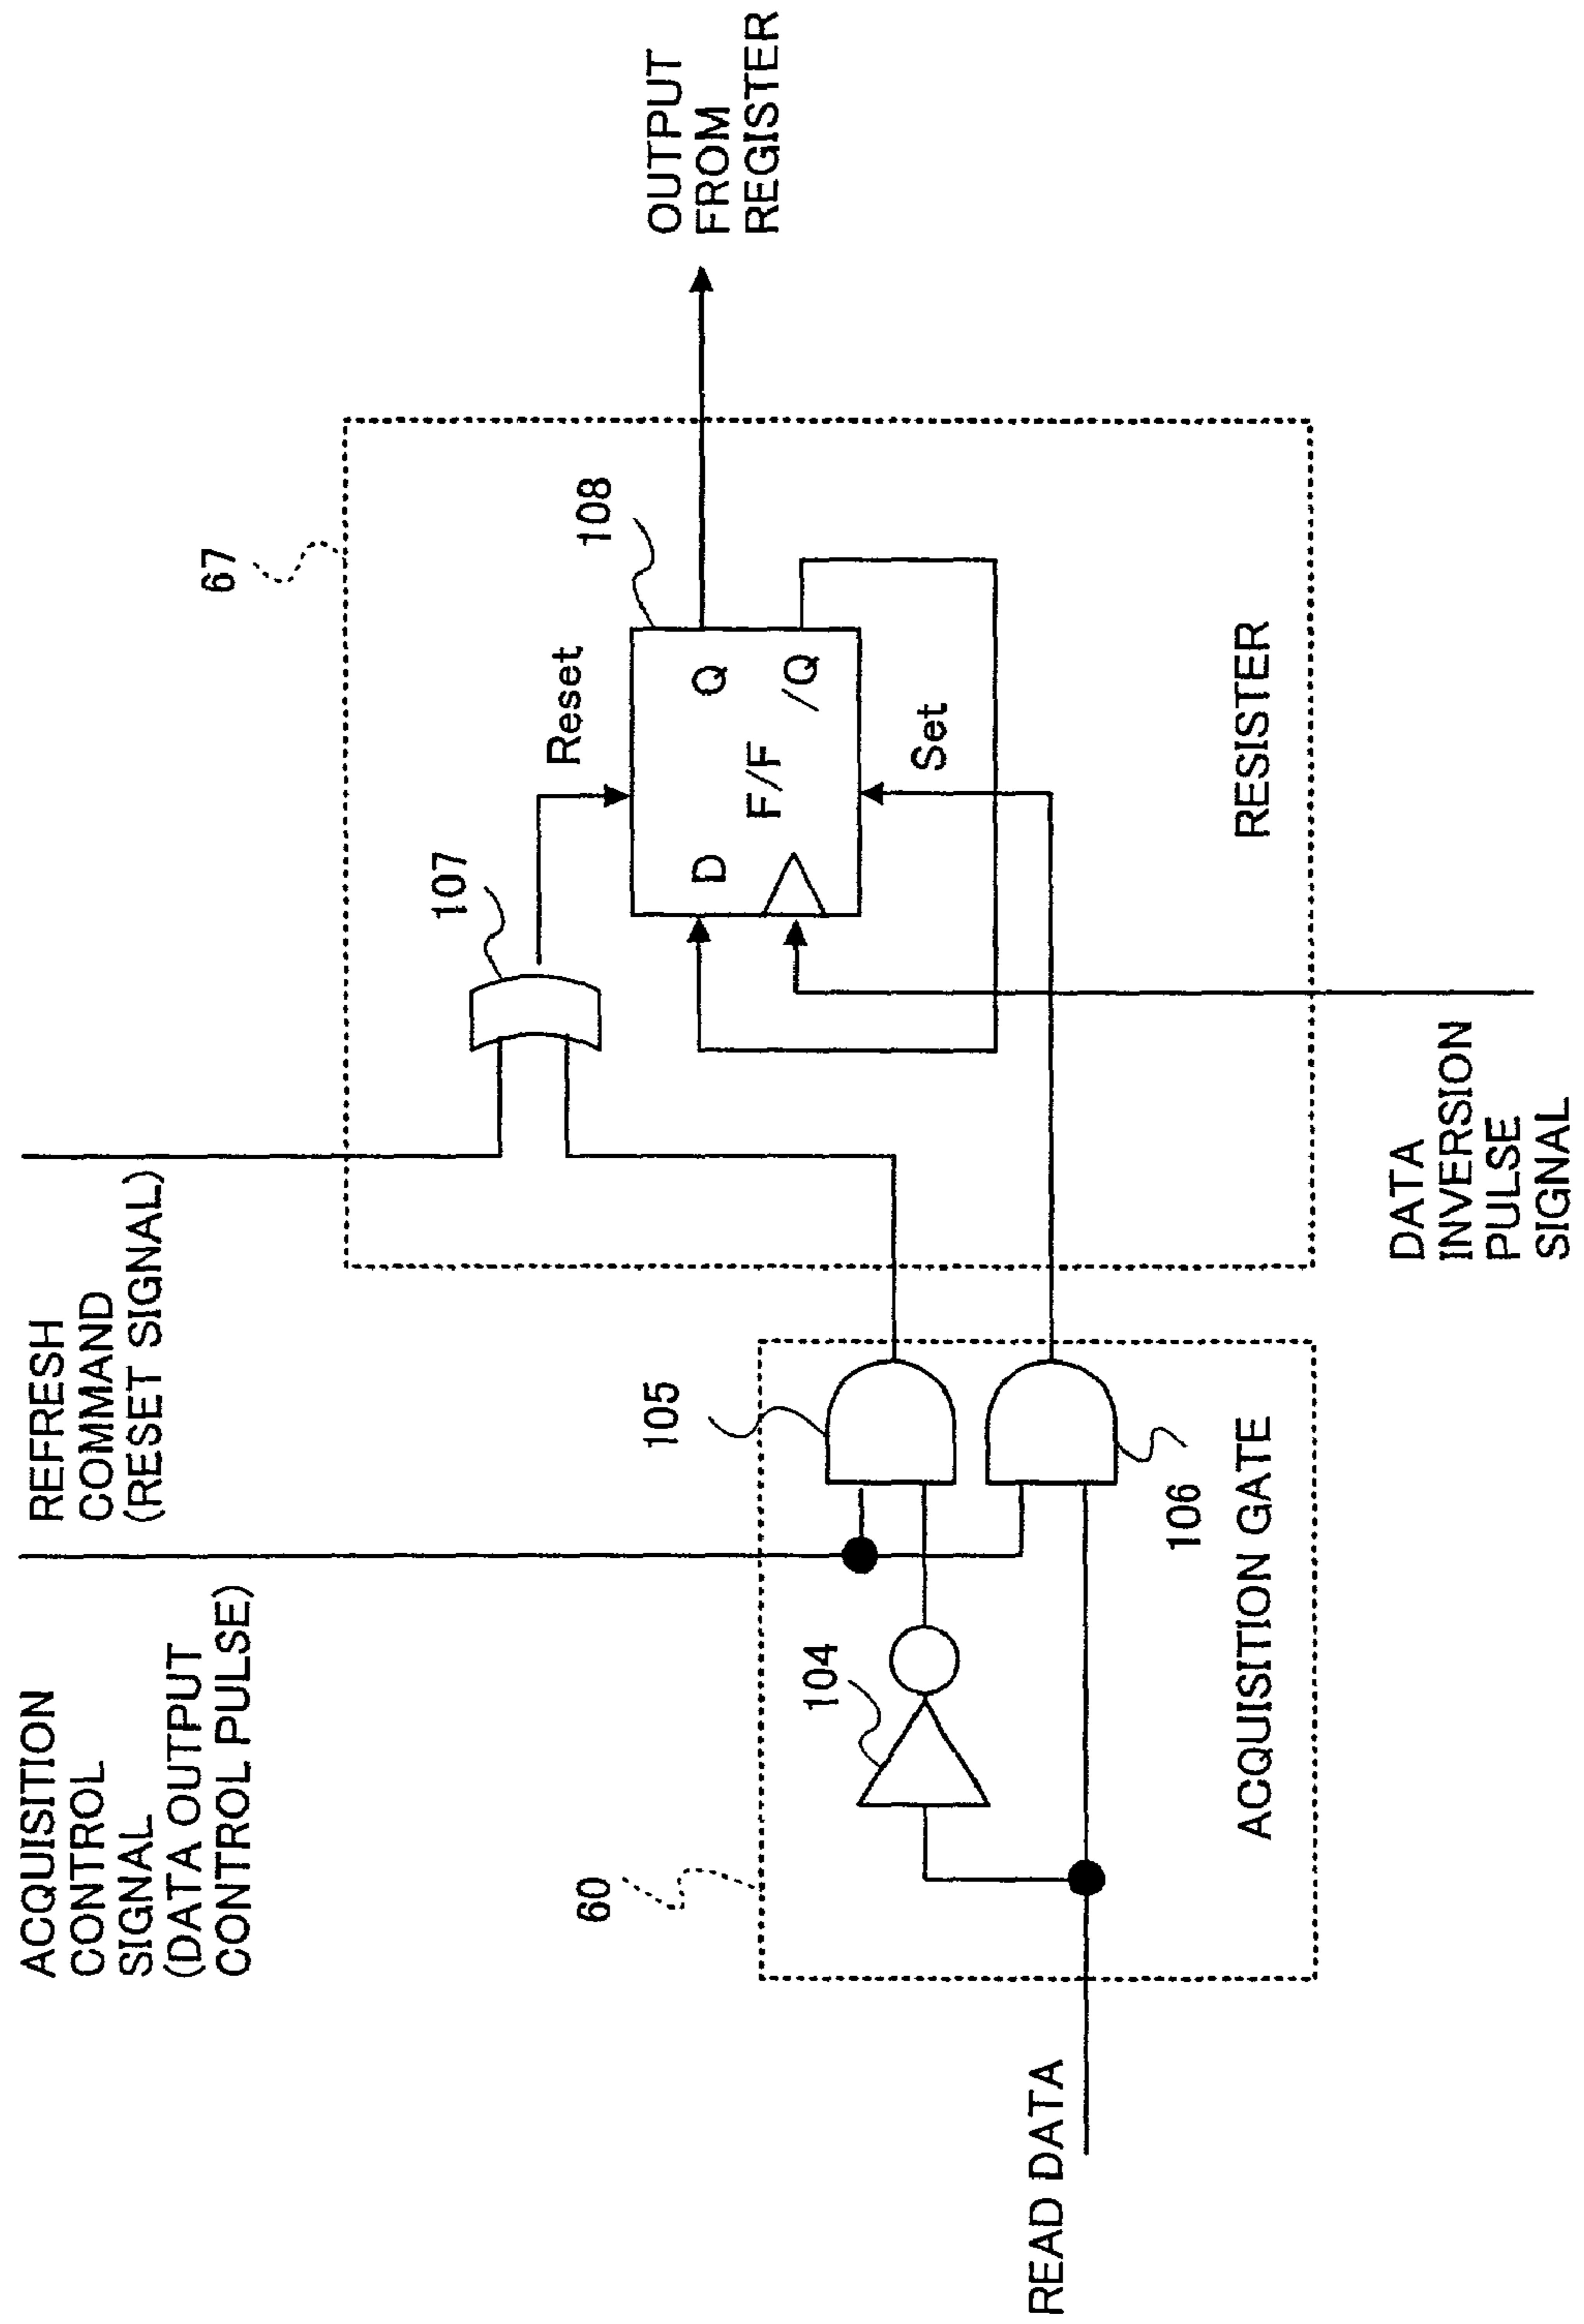 ACQUISITION
CONTROL
SIGNAL
(DATA OUTPUT
CONTROL PULSE)
REFRESH
COMMAND
(RESET SIGNAL)
67
107
Reset
108
D
Q
F/F
/Q
Set
OUTPUT
FROM
REGISTER
RESISTER
60
104
105
106
ACQUISITION GATE
READ DATA
DATA
INVERSION
PULSE
SIGNAL